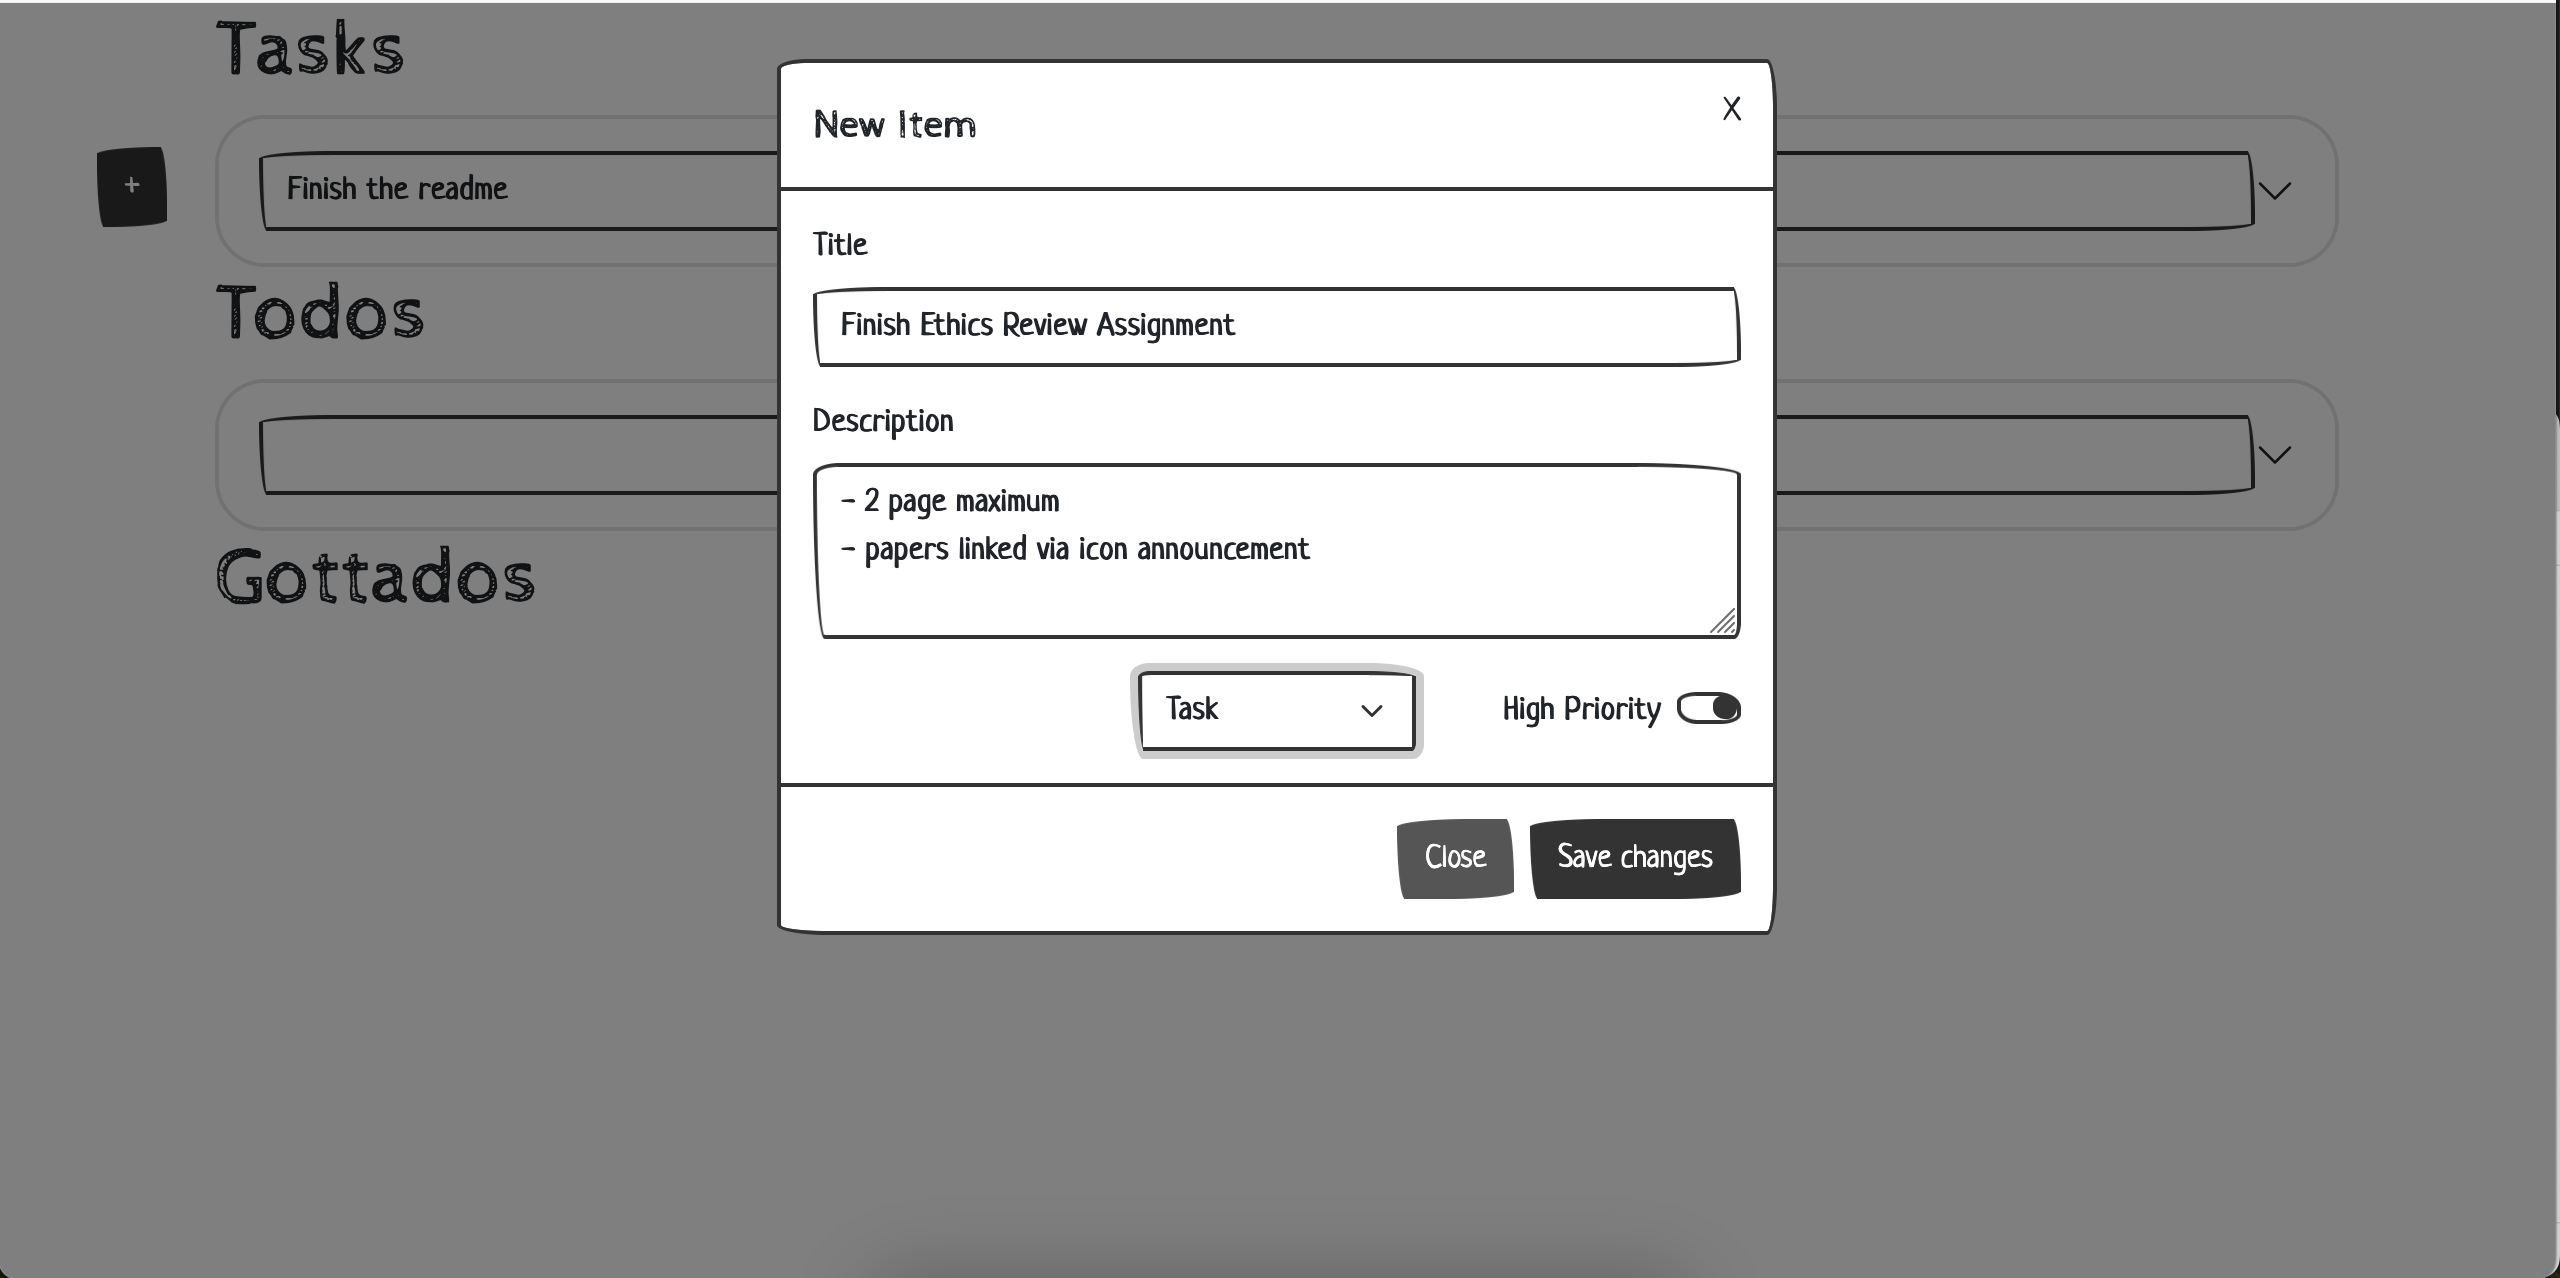 Tasks
+
Finish the readme
Todos
Gottados
New Item
X
Title
Finish Ethics Review Assignment
Description
- 2 page maximum
- papers linked via icon announcement
Task
High Priority
Close
Save changes